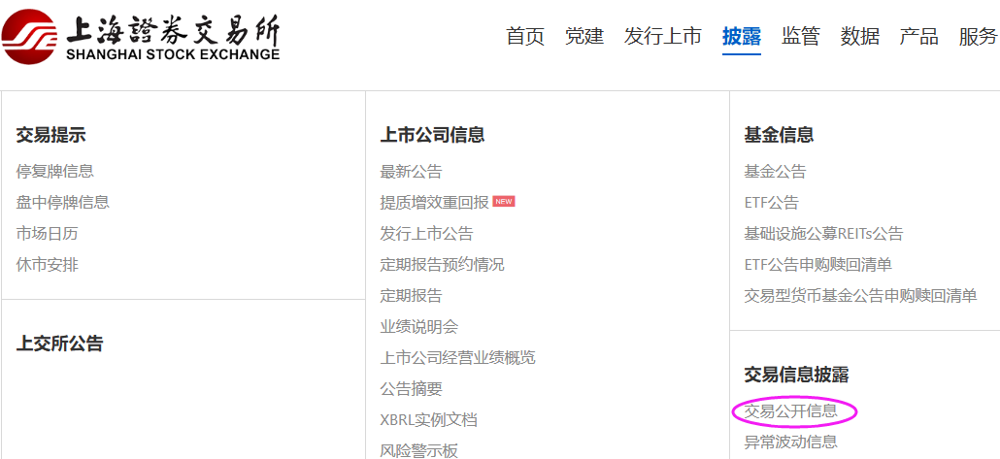 上海證券交易所
SHANGHAI STOCK EXCHANGE
首页 党建 发行上市 披露 监管 数据 产品 服务
交易提示
停复牌信息
盘中停牌信息
市场日历
休市安排
上交所公告
上市公司信息
最新公告
提质增效重回报 NEW
发行上市公告
定期报告预约情况
定期报告
业绩说明会
上市公司经营业绩概览
公告摘要
XBRL实例文档
风险警示板
基金信息
基金公告
ETF公告
基础设施公募REITs公告
ETF公告申购赎回清单
交易型货币基金公告申购赎回清单
交易信息披露
交易公开信息
异常波动信息